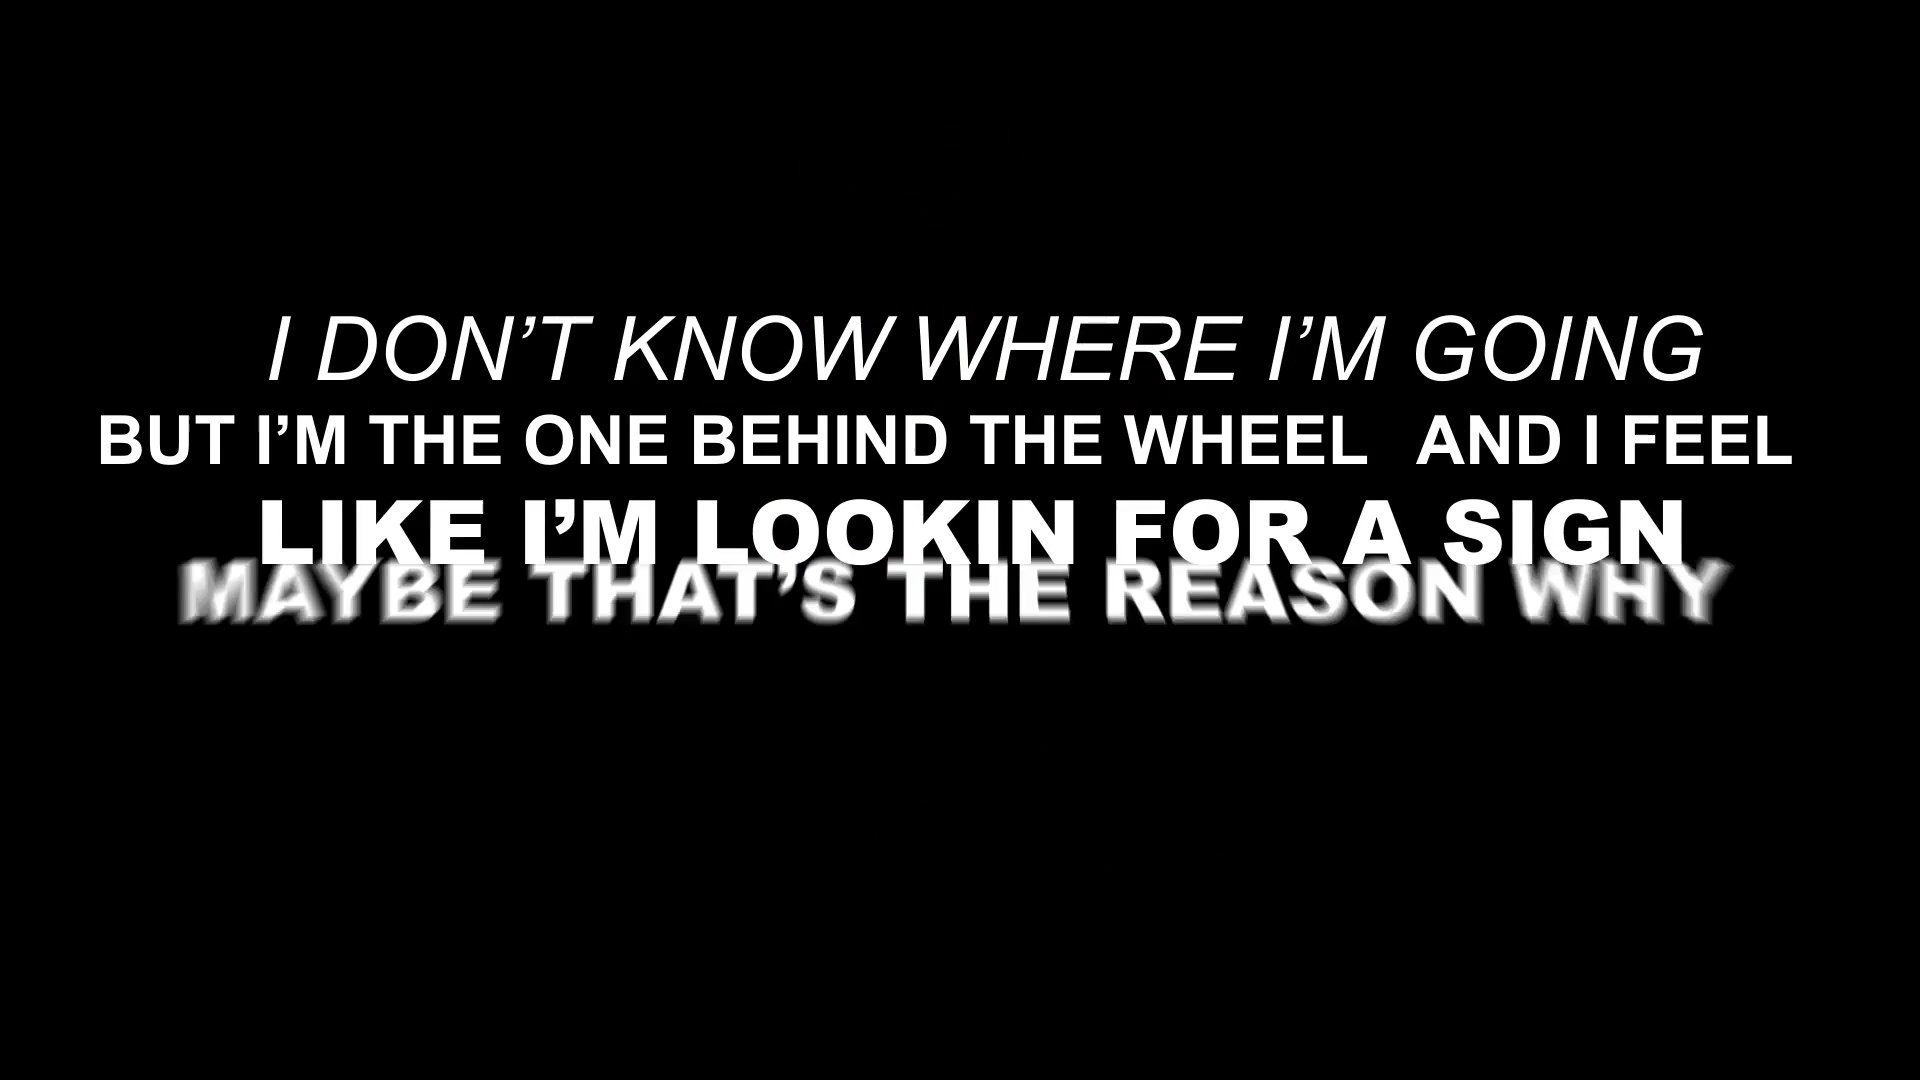 I DON’T KNOW WHERE I’M GOING
BUT I’M THE ONE BEHIND THE WHEEL AND I FEEL
LIKE I’M LOOKIN FOR A SIGN
MAYBE THAT’S THE REASON WHY